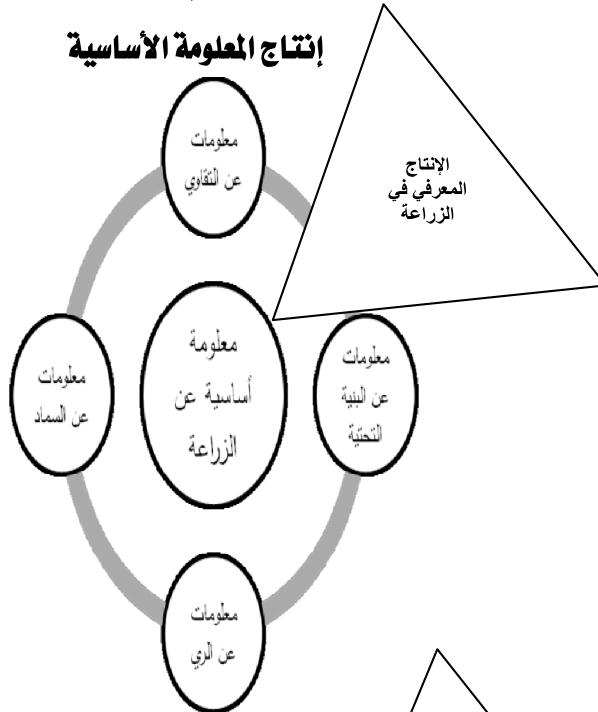 إنتاج المعلومة الأساسية
معلومات
عن التقاوي
الإنتاج
المعرفي في
الزراعة
معلومة
أساسية عن
الزراعة
معلومات
عن البنية
التحتية
معلومات
عن السماد
معلومات
عن الري